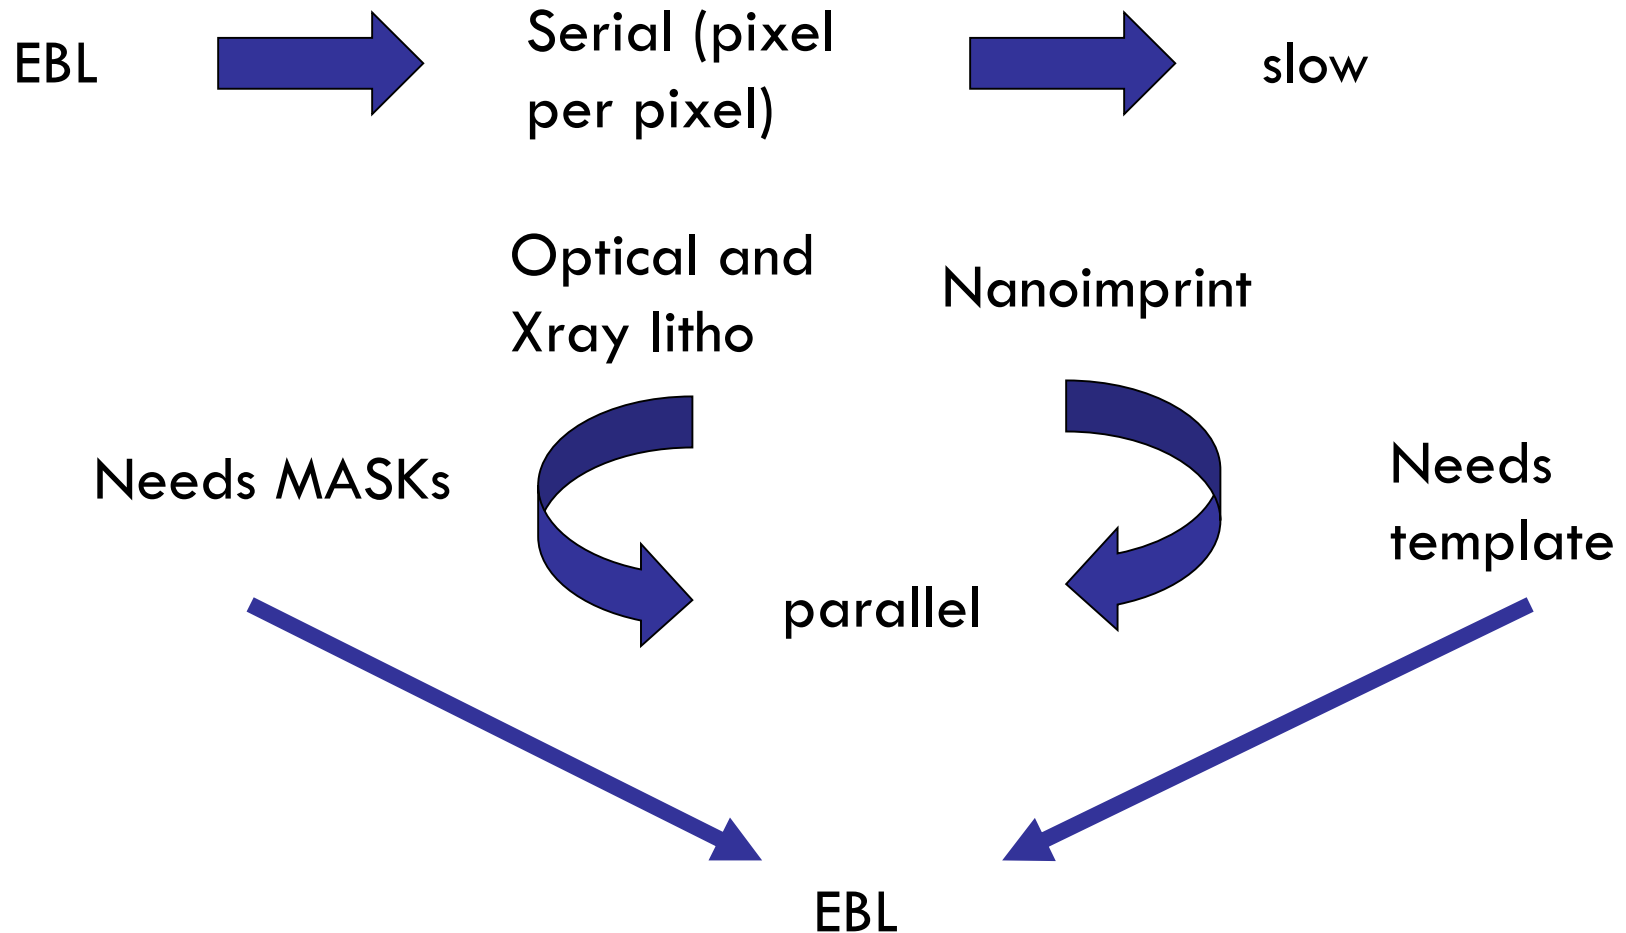 EBL
Serial (pixel
per pixel)
slow
Optical and
Xray litho
Nanoimprint
Needs MASKs
Needs
template
parallel
EBL